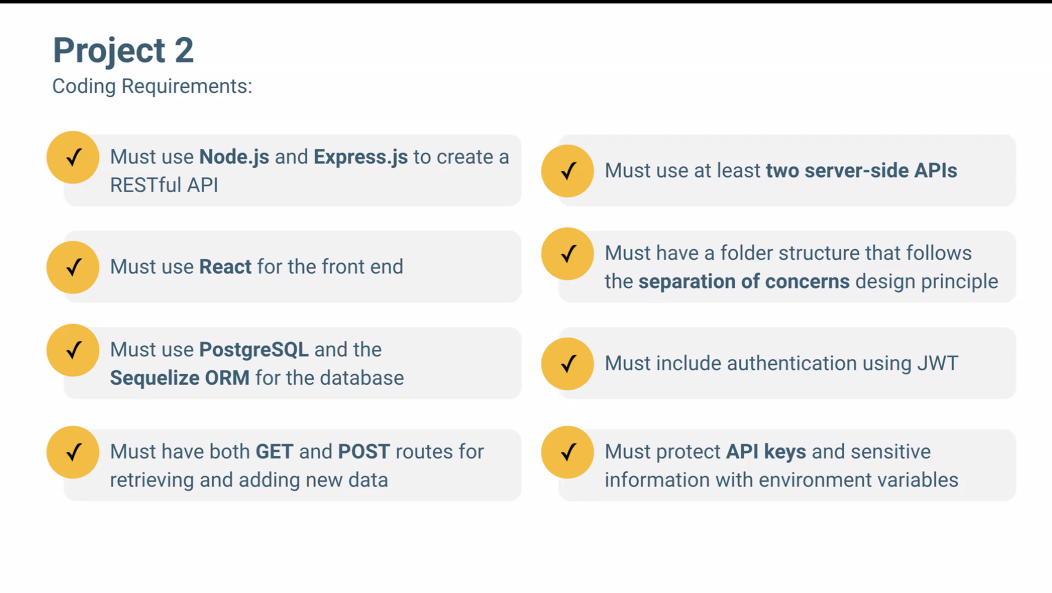 Project 2
Coding Requirements:
Must use Node.js and Express.js to create a
RESTful API
Must use React for the front end
Must use PostgreSQL and the
Sequelize ORM for the database
Must have both GET and POST routes for
retrieving and adding new data
Must use at least two server-side APIs
Must have a folder structure that follows
the separation of concerns design principle
Must include authentication using JWT
Must protect API keys and sensitive
information with environment variables